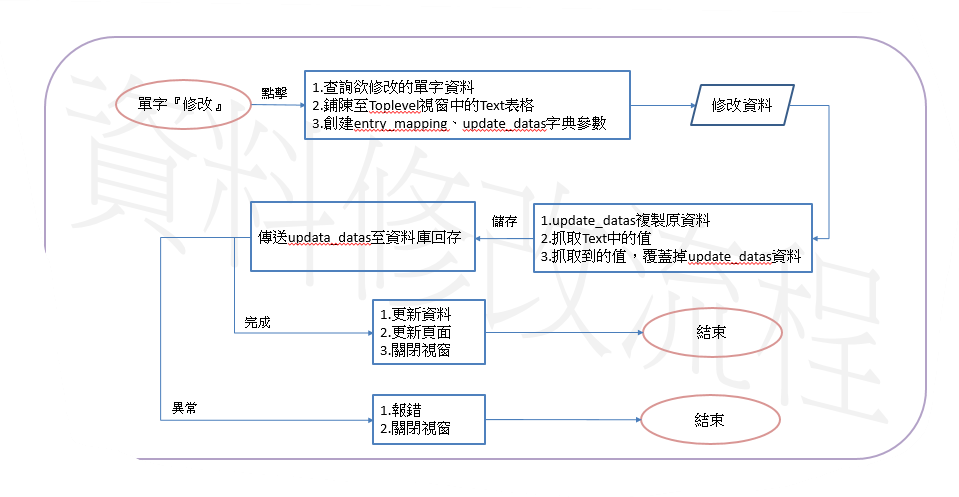 資料修改流程
單字『修改』
點擊
1.查詢欲修改的單字資料
2.鋪陳至Toplevel視窗中的Text表格
3.創建entry_mapping、update_datas字典參數
修改資料
1.update_datas複製原資料
2.抓取Text中的值
3.抓取到的值，覆蓋掉update_datas資料
儲存
傳送updata_datas至資料庫回存
完成
1.更新資料
2.更新頁面
3.關閉視窗
結束
異常
1.報錯
2.關閉視窗
結束